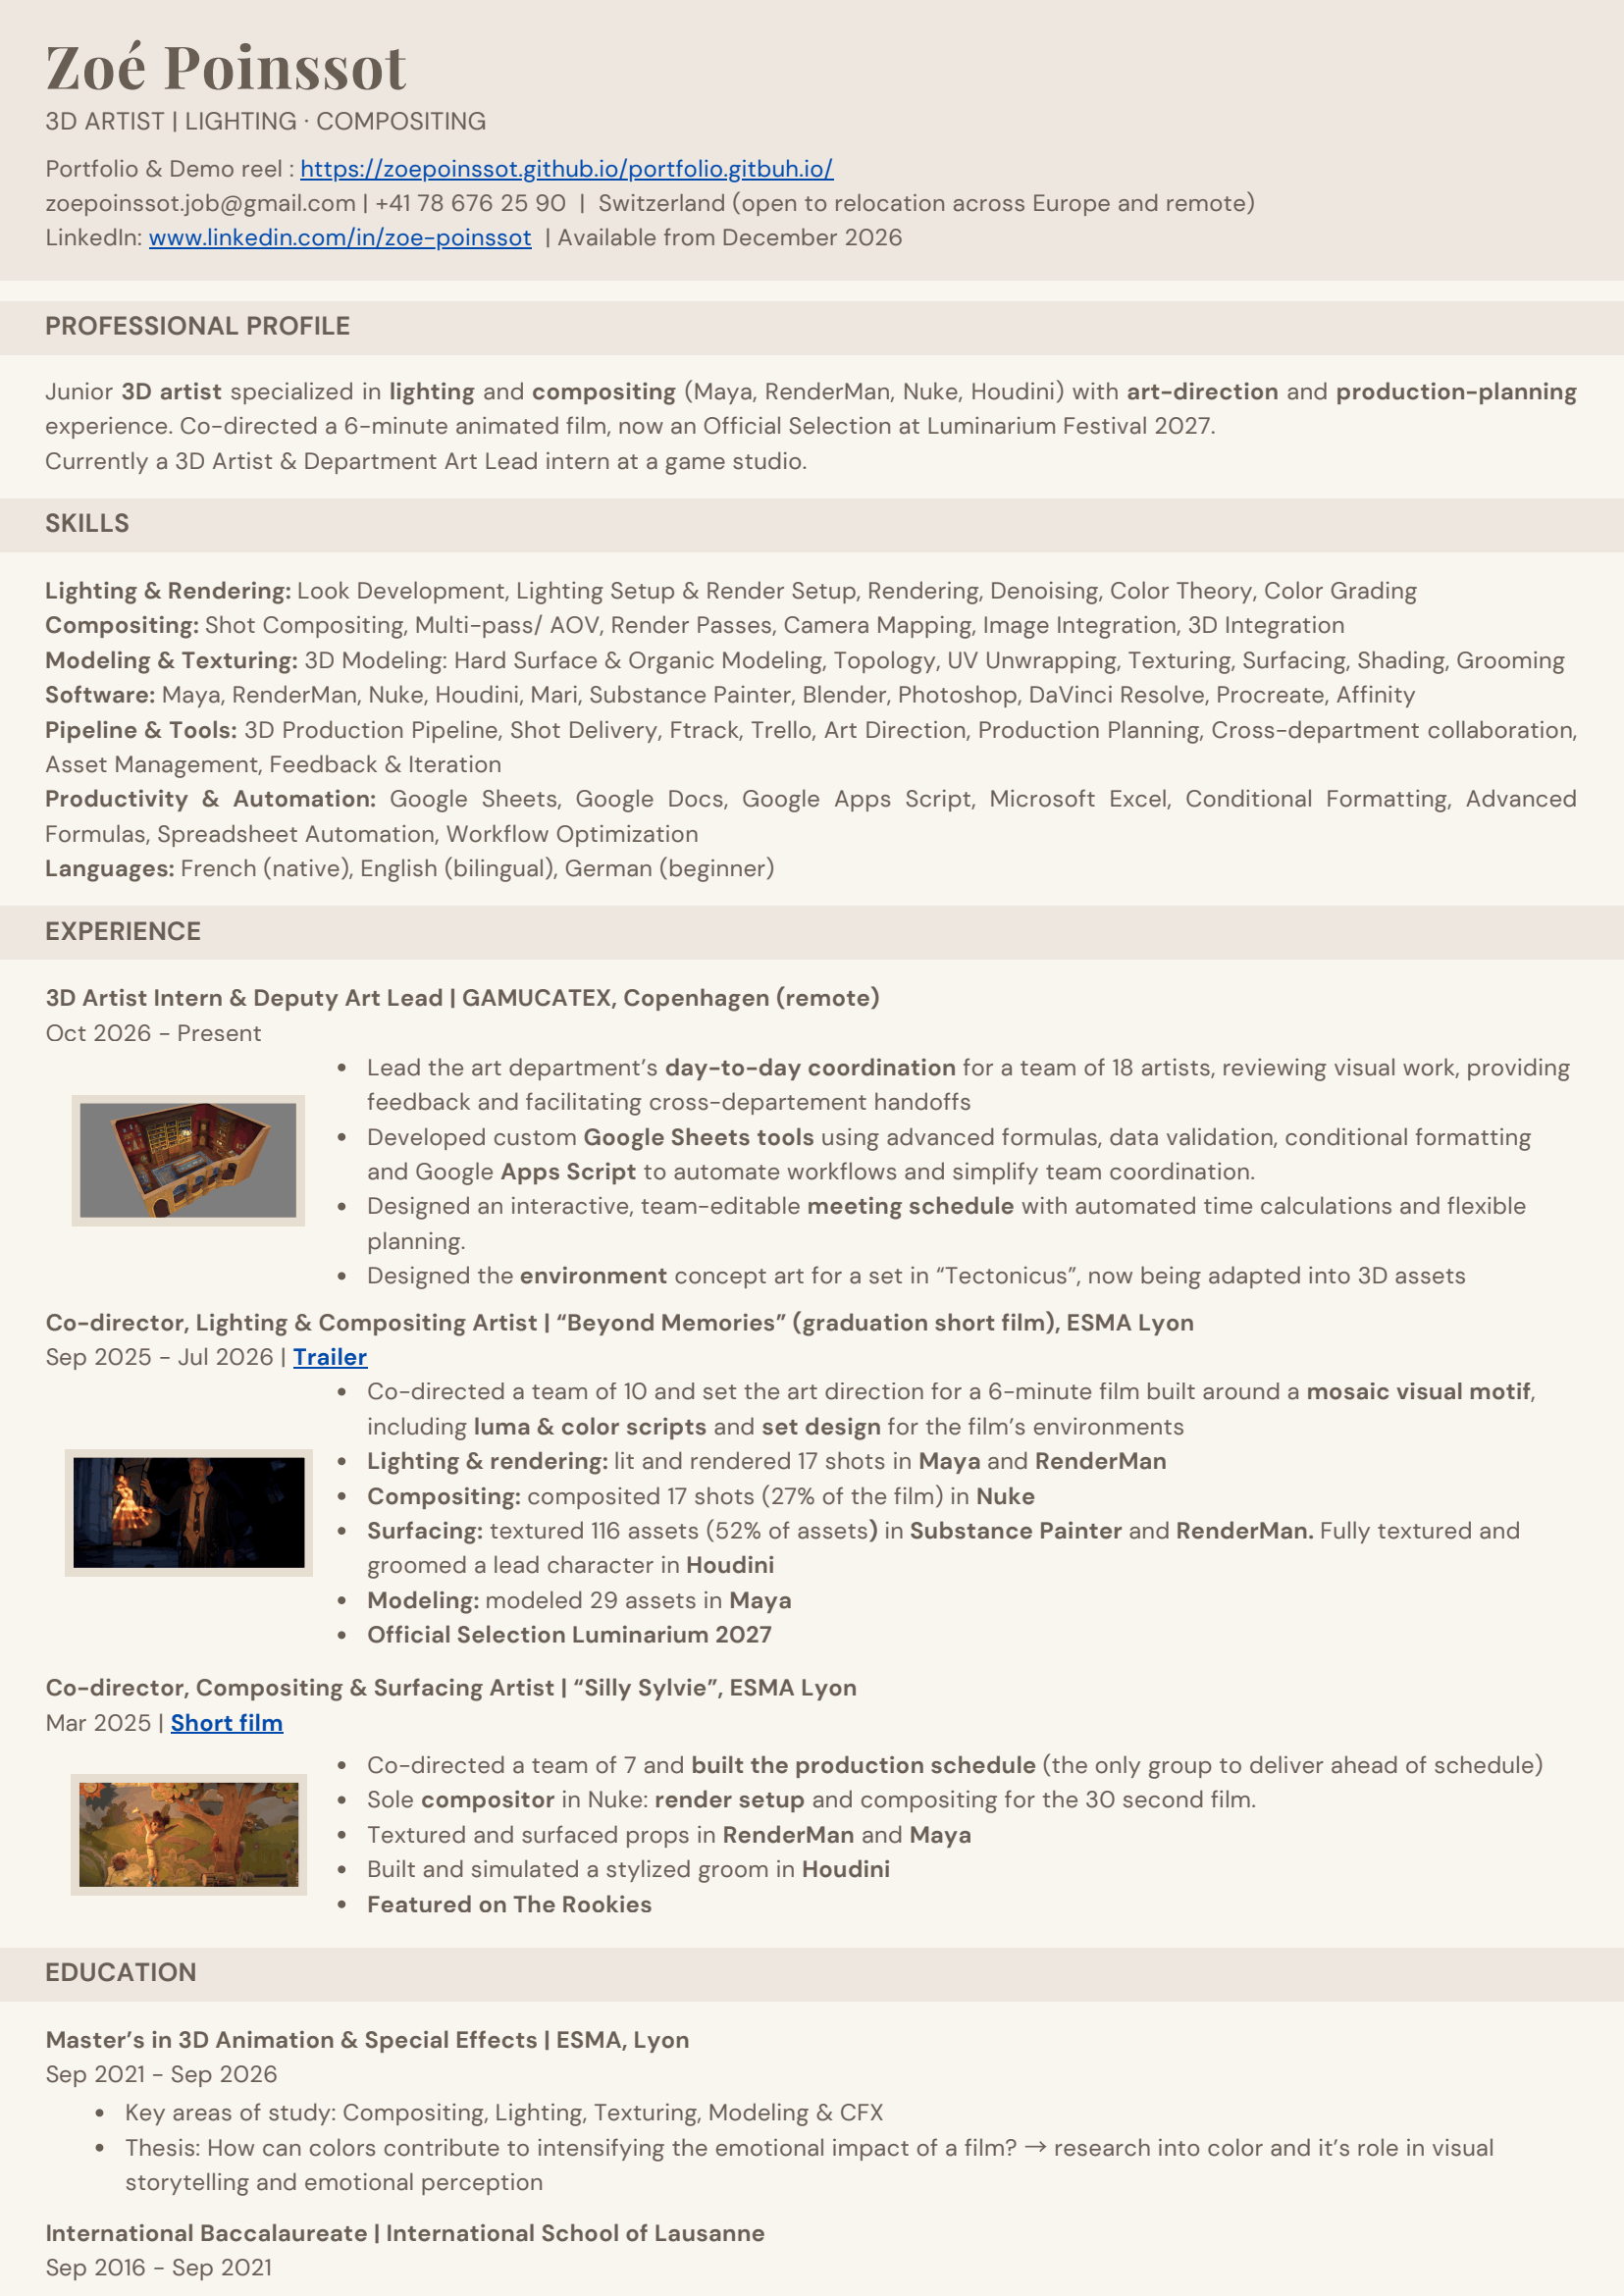 Zoé Poinssot
3D ARTIST | LIGHTING · COMPOSITING
Portfolio & Demo reel : https://zoepoinssot.github.io/portfolio.gitbuh.io/
zoepoinssot.job@gmail.com | +41 78 676 25 90 | Switzerland (open to relocation across Europe and remote)
LinkedIn: www.linkedin.com/in/zoe-poinssot | Available from December 2026
PROFESSIONAL PROFILE
Junior 3D artist specialized in lighting and compositing (Maya, RenderMan, Nuke, Houdini) with art-direction and production-planning
experience. Co-directed a 6-minute animated film, now an Official Selection at Luminarium Festival 2027.
Currently a 3D Artist & Department Art Lead intern at a game studio.
SKILLS
Lighting & Rendering: Look Development, Lighting Setup & Render Setup, Rendering, Denoising, Color Theory, Color Grading
Compositing: Shot Compositing, Multi-pass/ AOV, Render Passes, Camera Mapping, Image Integration, 3D Integration
Modeling & Texturing: 3D Modeling: Hard Surface & Organic Modeling, Topology, UV Unwrapping, Texturing, Surfacing, Shading, Grooming
Software: Maya, RenderMan, Nuke, Houdini, Mari, Substance Painter, Blender, Photoshop, DaVinci Resolve, Procreate, Affinity
Pipeline & Tools: 3D Production Pipeline, Shot Delivery, Ftrack, Trello, Art Direction, Production Planning, Cross-department collaboration,
Asset Management, Feedback & Iteration
Productivity & Automation: Google Sheets, Google Docs, Google Apps Script, Microsoft Excel, Conditional Formatting, Advanced
Formulas, Spreadsheet Automation, Workflow Optimization
Languages: French (native), English (bilingual), German (beginner)
EXPERIENCE
3D Artist Intern & Deputy Art Lead | GAMUCATEX, Copenhagen (remote)
Oct 2026 - Present
• Lead the art department’s day-to-day coordination for a team of 18 artists, reviewing visual work, providing
feedback and facilitating cross-departement handoffs
• Developed custom Google Sheets tools using advanced formulas, data validation, conditional formatting
and Google Apps Script to automate workflows and simplify team coordination.
• Designed an interactive, team-editable meeting schedule with automated time calculations and flexible
planning.
• Designed the environment concept art for a set in “Tectonicus”, now being adapted into 3D assets
Co-director, Lighting & Compositing Artist | “Beyond Memories” (graduation short film), ESMA Lyon
Sep 2025 - Jul 2026 | Trailer
• Co-directed a team of 10 and set the art direction for a 6-minute film built around a mosaic visual motif,
including luma & color scripts and set design for the film’s environments
• Lighting & rendering: lit and rendered 17 shots in Maya and RenderMan
• Compositing: composited 17 shots (27% of the film) in Nuke
• Surfacing: textured 116 assets (52% of assets) in Substance Painter and RenderMan. Fully textured and
groomed a lead character in Houdini
• Modeling: modeled 29 assets in Maya
• Official Selection Luminarium 2027
Co-director, Compositing & Surfacing Artist | “Silly Sylvie”, ESMA Lyon
Mar 2025 | Short film
• Co-directed a team of 7 and built the production schedule (the only group to deliver ahead of schedule)
• Sole compositor in Nuke: render setup and compositing for the 30 second film.
• Textured and surfaced props in RenderMan and Maya
• Built and simulated a stylized groom in Houdini
• Featured on The Rookies
EDUCATION
Master’s in 3D Animation & Special Effects | ESMA, Lyon
Sep 2021 - Sep 2026
• Key areas of study: Compositing, Lighting, Texturing, Modeling & CFX
• Thesis: How can colors contribute to intensifying the emotional impact of a film? → research into color and it’s role in visual
storytelling and emotional perception
International Baccalaureate | International School of Lausanne
Sep 2016 - Sep 2021